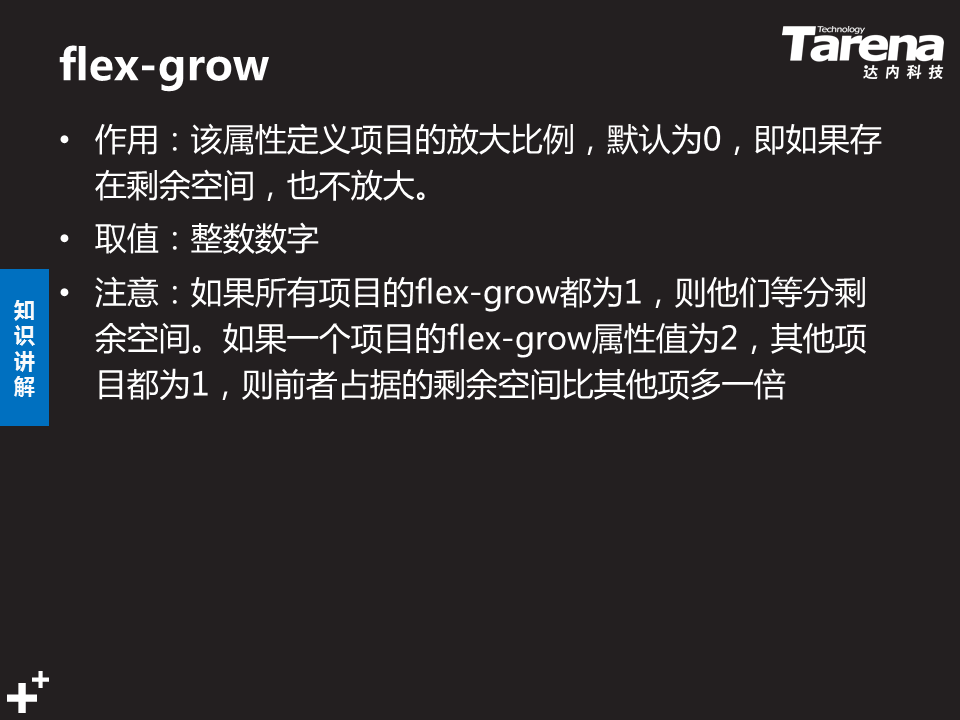 flex-grow
Technology
Tarena
达内科技
• 作用：该属性定义项目的放大比例，默认为0，即如果存
在剩余空间，也不放大。
• 取值：整数数字
• 注意：如果所有项目的flex-grow都为1，则他们等分剩
余空间。如果一个项目的flex-grow属性值为2，其他项
目都为1，则前者占据的剩余空间比其他项多一倍
知
识
讲
解